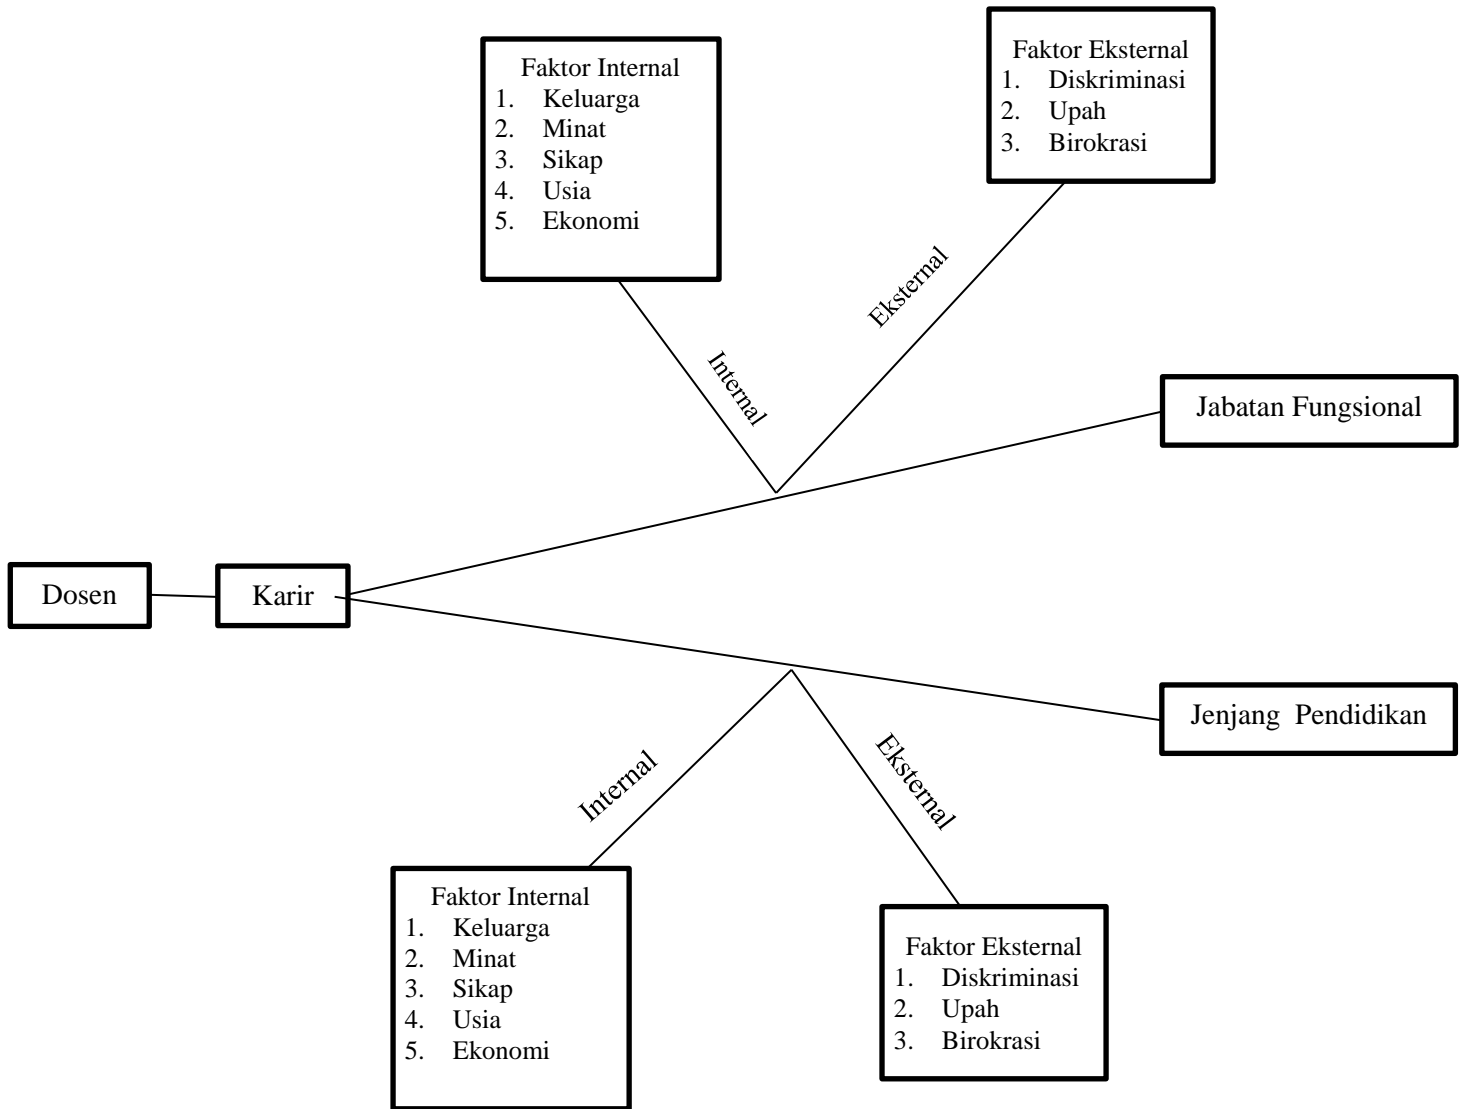 Faktor Internal
1. Keluarga
2. Minat
3. Sikap
4. Usia
5. Ekonomi
Faktor Eksternal
1. Diskriminasi
2. Upah
3. Birokrasi
Internal
Eksternal
Jabatan Fungsional
Dosen
Karir
Jenjang Pendidikan
Internal
Eksternal
Faktor Internal
1. Keluarga
2. Minat
3. Sikap
4. Usia
5. Ekonomi
Faktor Eksternal
1. Diskriminasi
2. Upah
3. Birokrasi